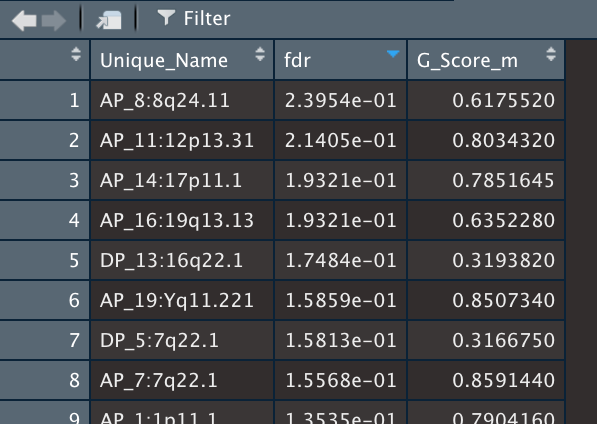 Filter
Unique_Name fdr G_Score_m
1 AP_8:8q24.11 2.3954e-01 0.6175520
2 AP_11:12p13.31 2.1405e-01 0.8034320
3 AP_14:17p11.1 1.9321e-01 0.7851645
4 AP_16:19q13.13 1.9321e-01 0.6352280
5 DP_13:16q22.1 1.7484e-01 0.3193820
6 AP_19:Yq11.221 1.5859e-01 0.8507340
7 DP_5:7q22.1 1.5813e-01 0.3166750
8 AP_7:7q22.1 1.5568e-01 0.8591440
9 AP_1:1p11.1 1.3535e-01 0.7904160